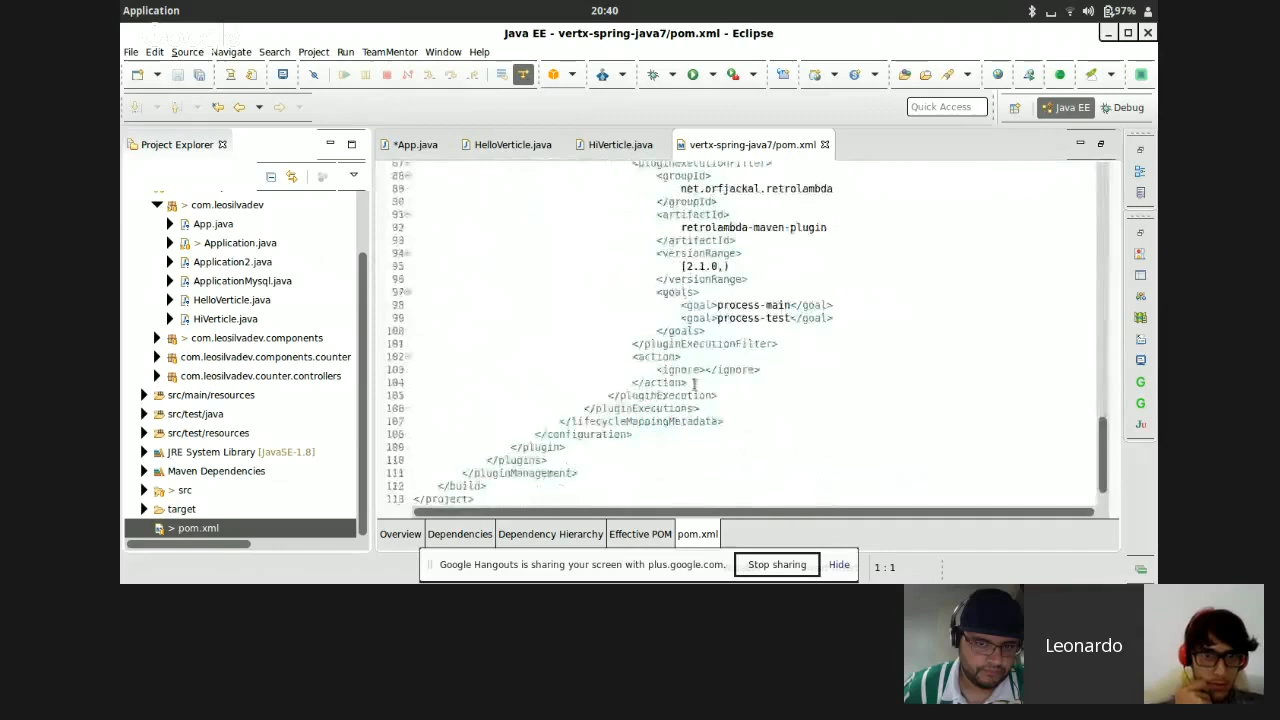 Application
20:40
97%
Java EE - vertx-spring-java7/pom.xml - Eclipse
File Edit Source Navigate Search Project Run TeamMentor Window Help
Quick Access
Java EE
Debug
Project Explorer
*App.java
HelloVerticle.java
HiVerticle.java
vertx-spring-java7/pom.xml
> com.leosilvadev
App.java
> Application.java
Application2.java
ApplicationMysql.java
HelloVerticle.java
HiVerticle.java
> com.leosilvadev.components
com.leosilvadev.components.counter
com.leosilvadev.counter.controllers
src/main/resources
src/test/java
src/test/resources
JRE System Library [JavaSE-1.8]
Maven Dependencies
> src
target
> pom.xml
87 <pluginExecutionFilter>
88 <groupId>
89 net.orfjackal.retrolambda
90 </groupId>
91 <artifactId>
92 retrolambda-maven-plugin
93 </artifactId>
94 <versionRange>
95 [2.1.0,)
96 </versionRange>
97 <goals>
98 <goal>process-main</goal>
99 <goal>process-test</goal>
100 </goals>
101 </pluginExecutionFilter>
102 <action>
103 <ignore></ignore>
104 </action>
105 </pluginExecution>
106 </pluginExecutions>
107 </lifecycleMappingMetadata>
108 </configuration>
109 </plugin>
110 </plugins>
111 </pluginManagement>
112 </build>
113 </project>
Overview Dependencies Dependency Hierarchy Effective POM pom.xml
Google Hangouts is sharing your screen with plus.google.com.
Stop sharing
Hide
1 : 1
Leonardo